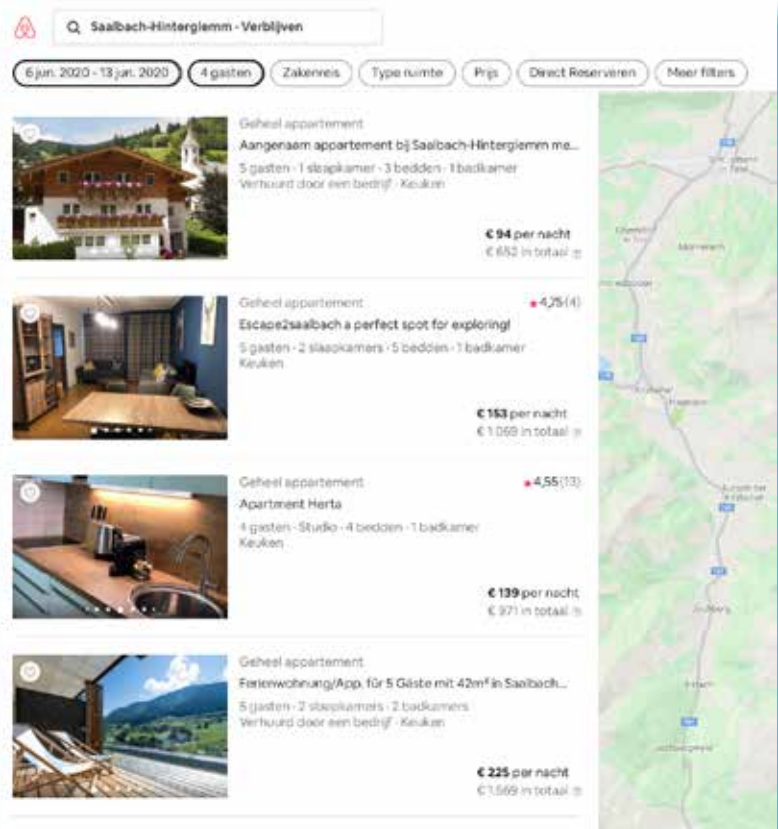 Saalbach-Hinterglemm - Verblijven
6 jun. 2020 - 13 jun. 2020
4 gasten
Zakenreis
Type ruimte
Prijs
Direct Reserveren
Meer filters
Geheel appartement
Aangenaam appartement bij Saalbach-Hinterglemm me...
5 gasten · 1 slaapkamer · 3 bedden · 1 badkamer
Verhuurd door een bedrijf · Keuken
€ 94 per nacht
€ 652 in totaal
Geheel appartement
4,75 (4)
Escape2saalbach a perfect spot for exploring!
5 gasten · 2 slaapkamers · 5 bedden · 1 badkamer
Keuken
€ 153 per nacht
€ 1.069 in totaal
Geheel appartement
4,55 (13)
Apartment Herta
4 gasten · Studio · 4 bedden · 1 badkamer
Keuken
€ 139 per nacht
€ 971 in totaal
Geheel appartement
Ferienwohnung/App. für 5 Gäste mit 42m² in Saalbach...
5 gasten · 2 slaapkamers · 2 badkamers
Verhuurd door een bedrijf · Keuken
€ 225 per nacht
€ 1.569 in totaal